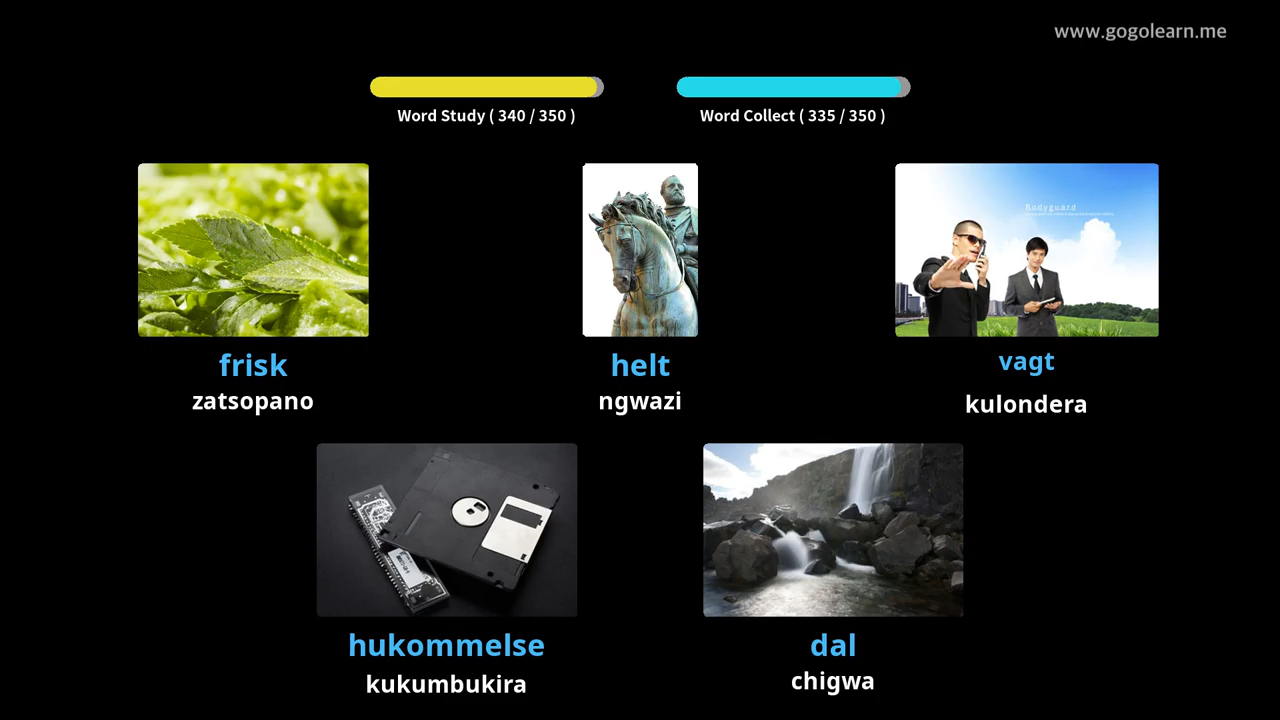 www.gogolearn.me
Word Study ( 340 / 350 )
Word Collect ( 335 / 350 )
Bodyguard
frisk
zatsopano
helt
ngwazi
vagt
kulondera
hukommelse
kukumbukira
dal
chigwa